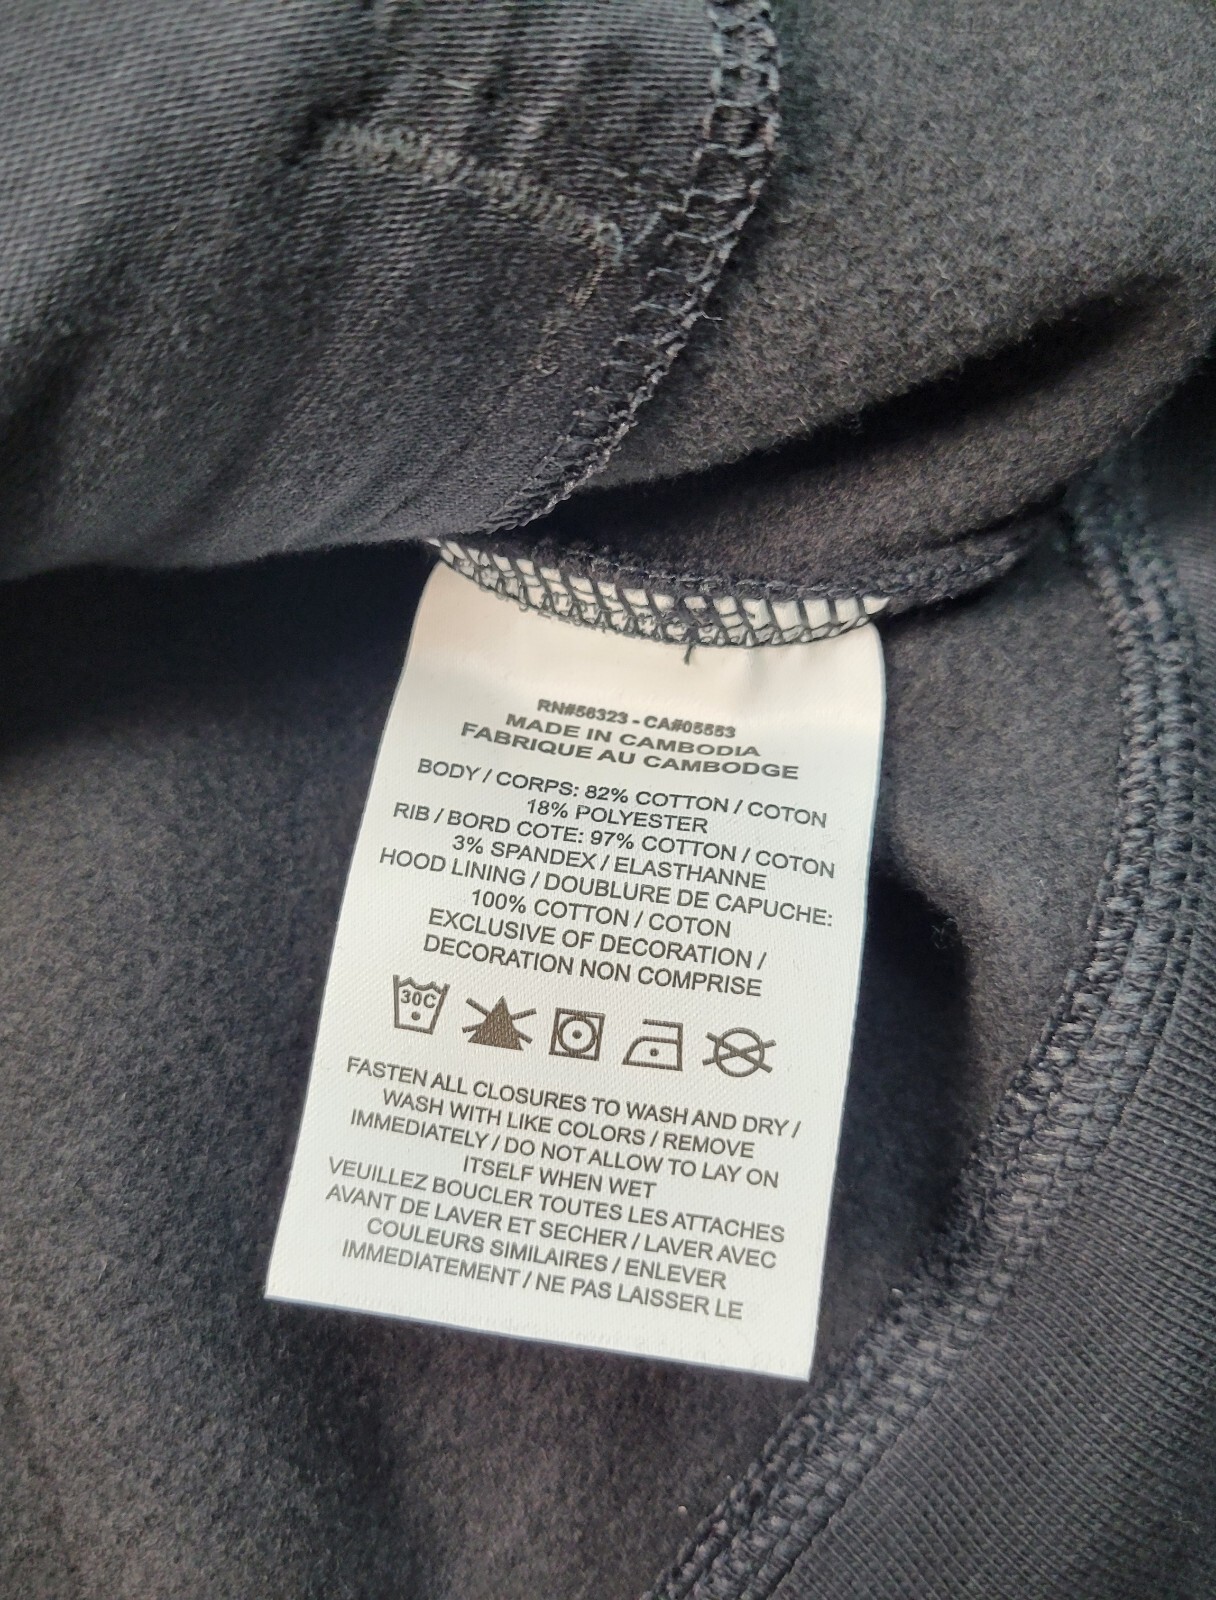 RN#56323 - CA#05553
MADE IN CAMBODIA
FABRIQUE AU CAMBODGE
BODY / CORPS: 82% COTTON / COTON
18% POLYESTER
RIB / BORD COTE: 97% COTTON / COTON
3% SPANDEX / ELASTHANNE
HOOD LINING / DOUBLURE DE CAPUCHE:
100% COTTON / COTON
EXCLUSIVE OF DECORATION /
DECORATION NON COMPRISE
30C
FASTEN ALL CLOSURES TO WASH AND DRY /
WASH WITH LIKE COLORS / REMOVE
IMMEDIATELY / DO NOT ALLOW TO LAY ON
ITSELF WHEN WET
VEUILLEZ BOUCLER TOUTES LES ATTACHES
AVANT DE LAVER ET SECHER / LAVER AVEC
COULEURS SIMILAIRES / ENLEVER
IMMEDIATEMENT / NE PAS LAISSER LE